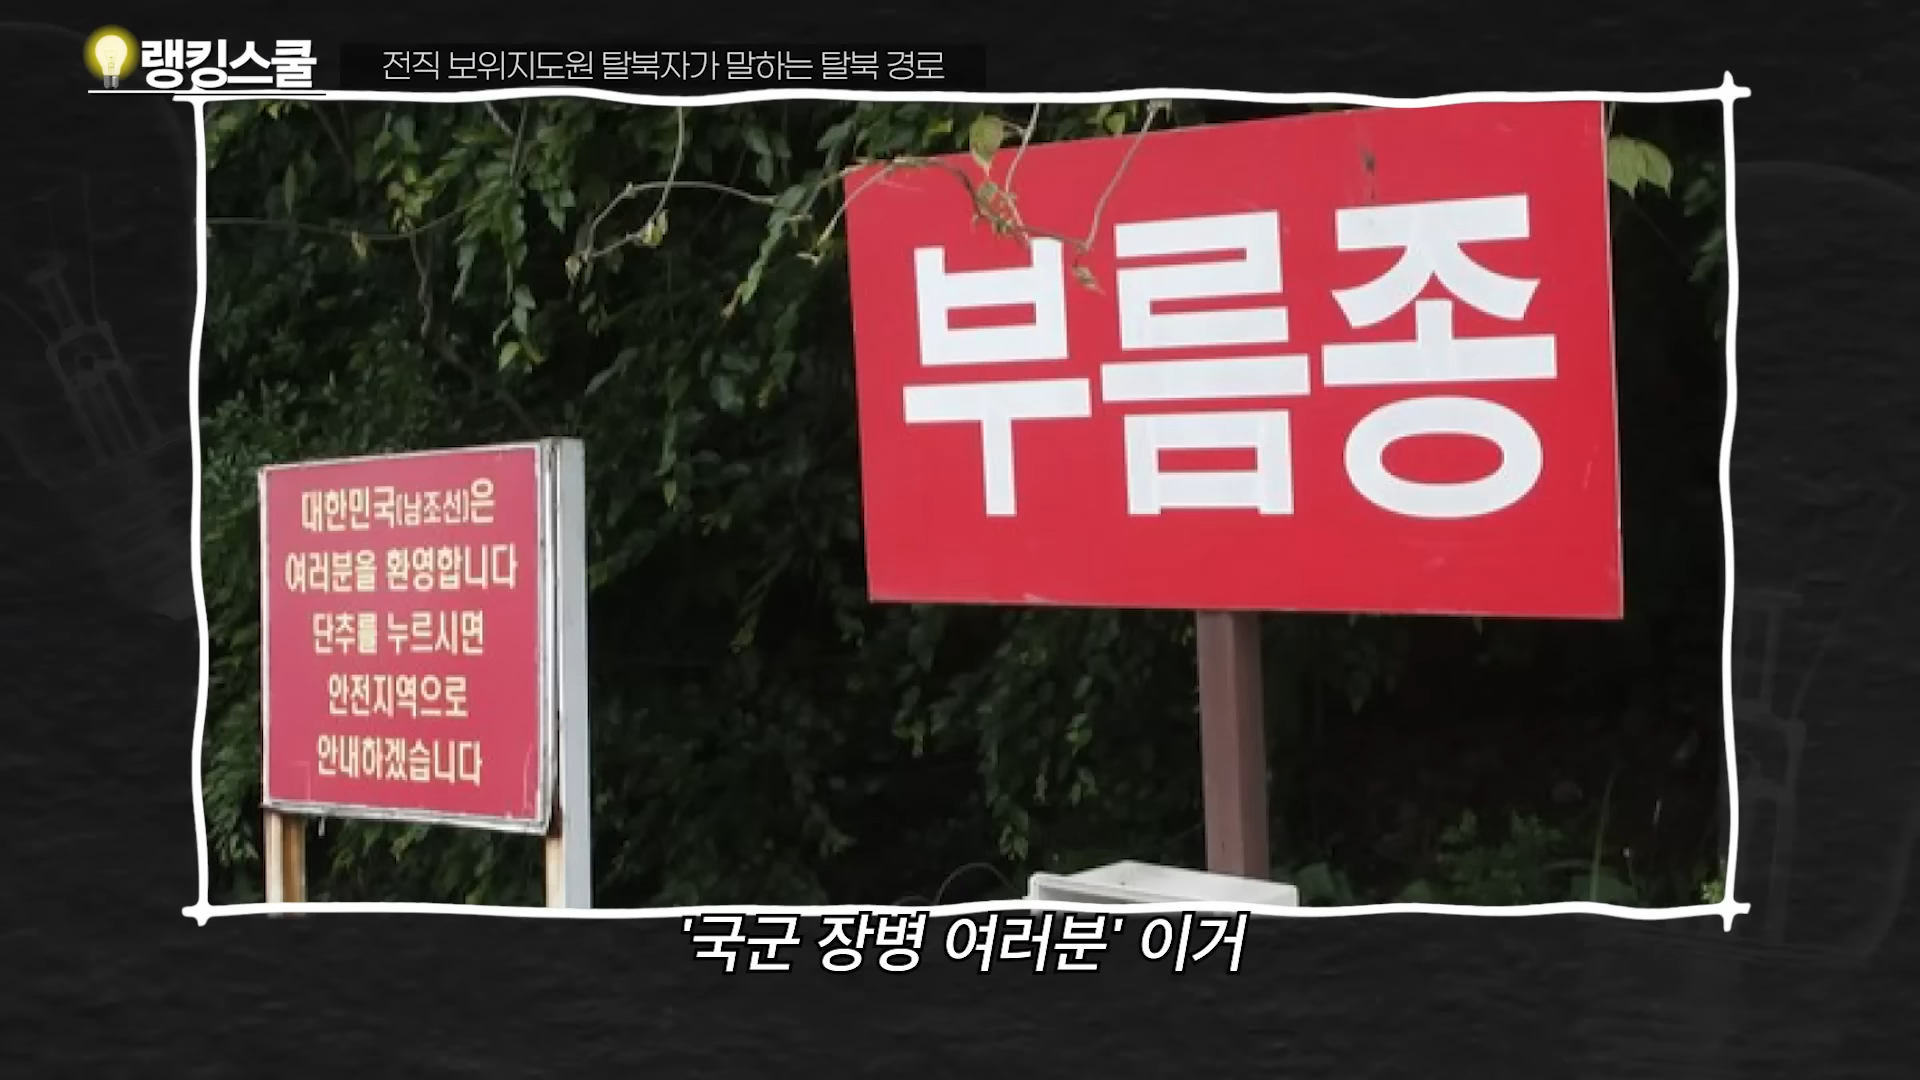 랭킹스쿨
전직 보위지도원 탈북자가 말하는 탈북 경로
부름종
대한민국(남조선)은
여러분을 환영합니다
단추를 누르시면
안전지역으로
안내하겠습니다
'국군 장병 여러분' 이거